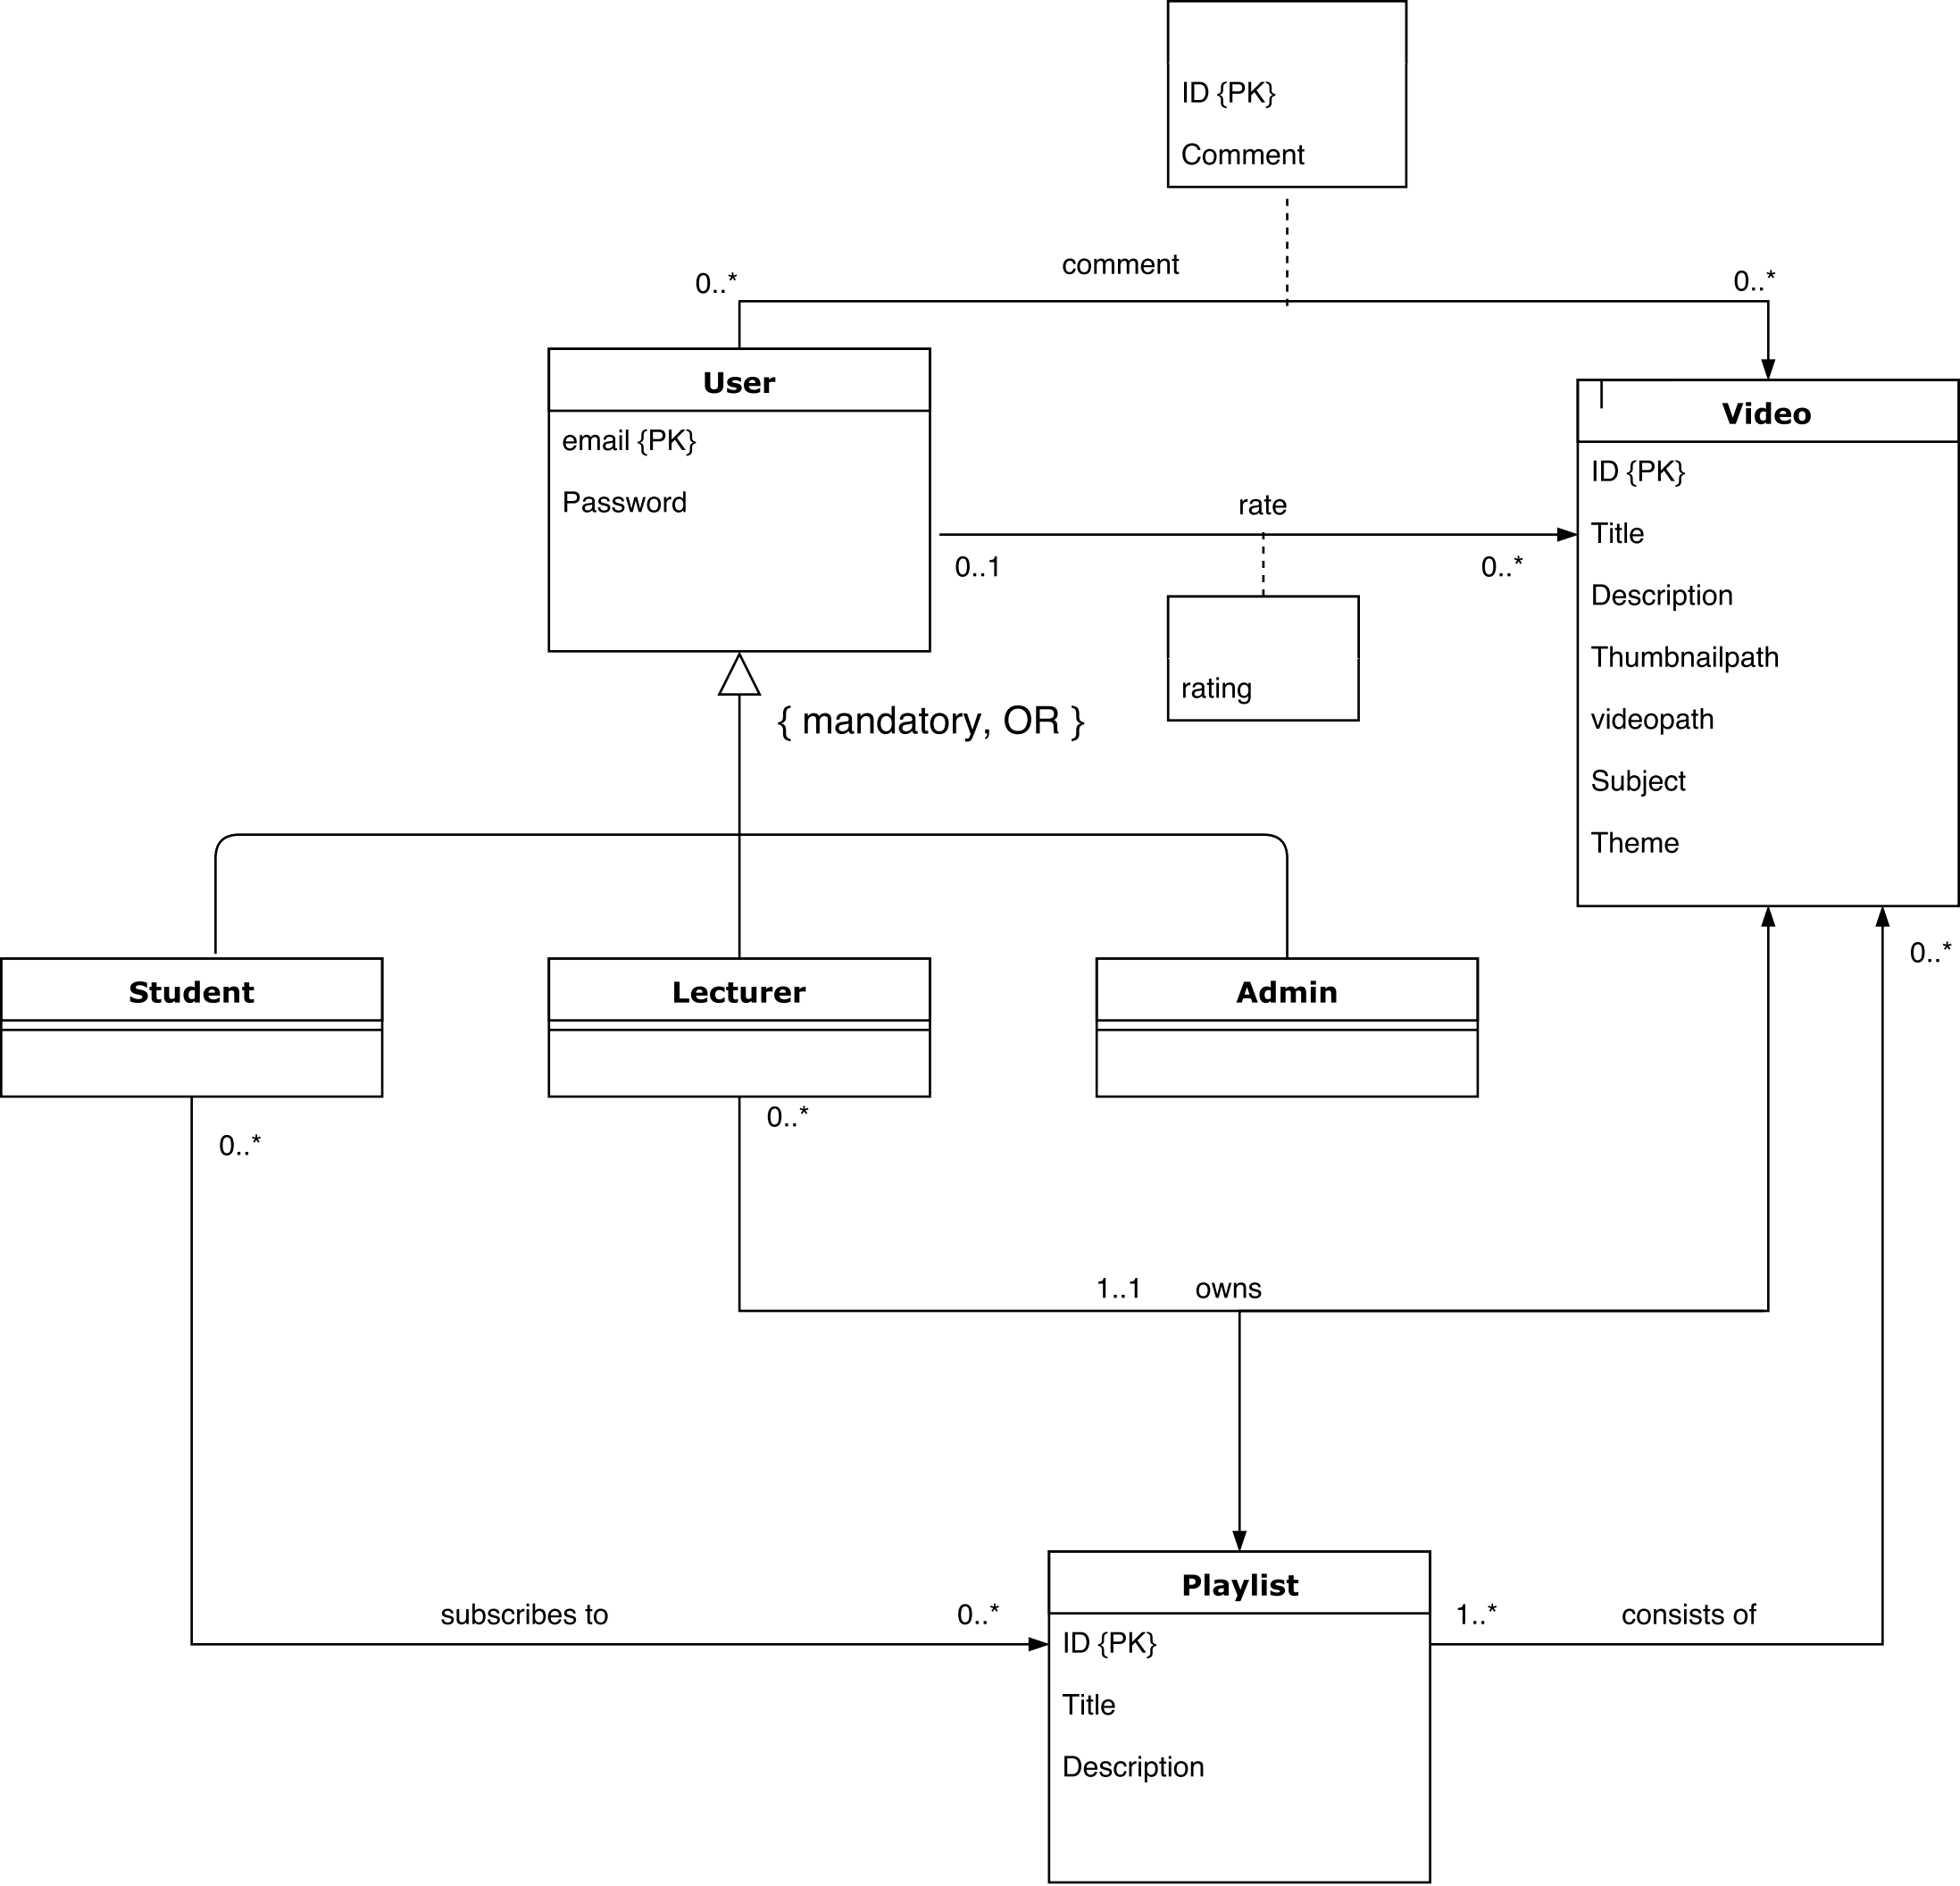 ID {PK}
Comment
comment
0..*
0..*
User
email {PK}
Password
Video
ID {PK}
Title
Description
Thumbnailpath
videopath
Subject
Theme
rate
0..1
0..*
rating
{ mandatory, OR }
0..*
Student
Lecturer
Admin
0..*
0..*
1..1
owns
subscribes to
0..*
Playlist
ID {PK}
Title
Description
1..*
consists of